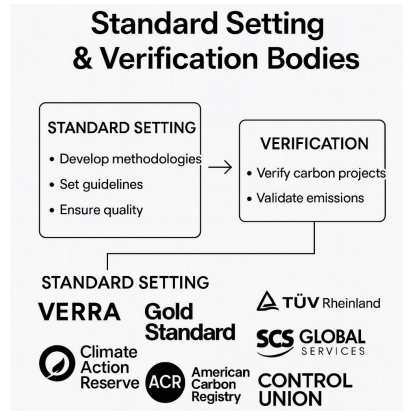 Standard Setting
& Verification Bodies
STANDARD SETTING
• Develop methodologies
• Set guidelines
• Ensure quality
VERIFICATION
• Verify carbon projects
• Validate emissions
STANDARD SETTING
VERRA
Gold
Standard
Climate
Action
Reserve
ACR
American
Carbon
Registry
TÜV Rheinland
SCS GLOBAL
SERVICES
CONTROL
UNION